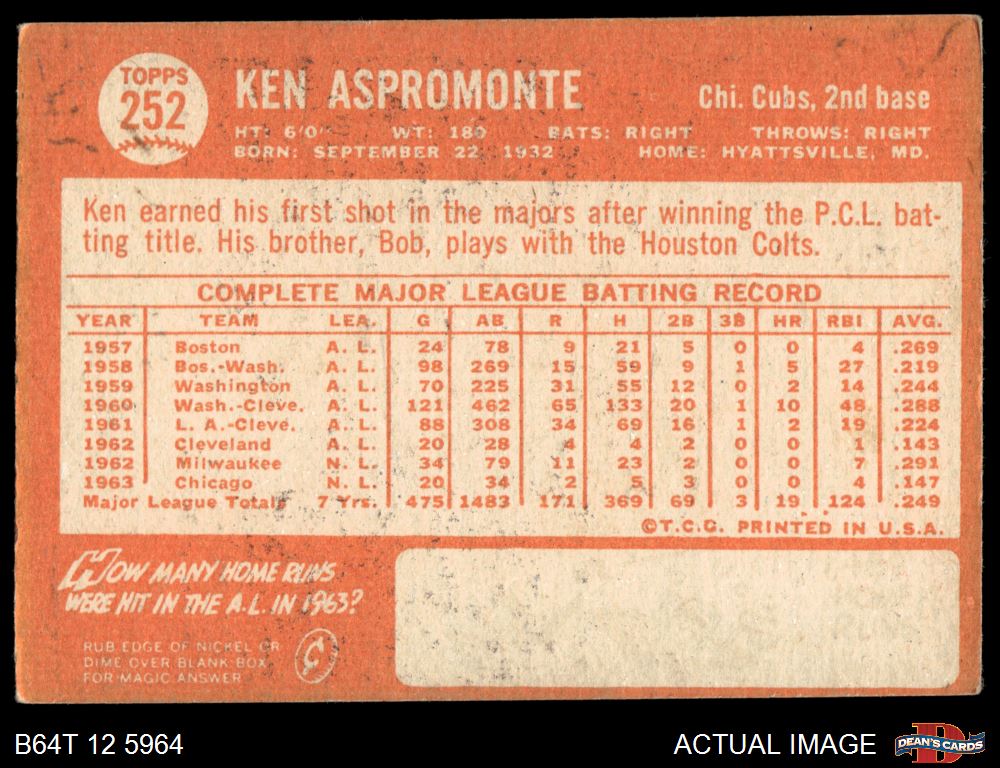 TOPPS
252
KEN ASPROMONTE
Chi. Cubs, 2nd base
HT: 6/0" WT: 180 BATS: RIGHT THROWS: RIGHT
BORN: SEPTEMBER 22, 1932 HOME: HYATTSVILLE, MD.
Ken earned his first shot in the majors after winning the P.C.L. bat-
ting title. His brother, Bob, plays with the Houston Colts.
COMPLETE MAJOR LEAGUE BATTING RECORD
YEAR TEAM LEA. G AB R H 2B 3B HR RBI AVG.
1957 Boston A. L. 24 78 9 21 5 0 0 4 .269
1958 Bos.-Wash. A. L. 98 269 15 59 9 1 5 27 .219
1959 Washington A. L. 70 225 31 55 12 0 2 14 .244
1960 Wash.-Cleve. A. L. 121 462 65 133 20 1 10 48 .288
1961 L. A.-Cleve. A. L. 88 308 34 69 16 1 2 19 .224
1962 Cleveland A. L. 20 28 4 4 2 0 0 1 .143
1962 Milwaukee N. L. 34 79 11 23 2 0 0 7 .291
1963 Chicago N. L. 20 34 2 5 3 0 0 4 .147
Major League Totals 7 Yrs. 475 1483 171 369 69 3 19 124 .249
©T.C.G. PRINTED IN U.S.A.
HOW MANY HOME RUNS
WERE HIT IN THE A.L. IN 1963?
RUB EDGE OF NICKEL OR
DIME OVER BLANK BOX
FOR MAGIC ANSWER
¢
B64T 12 5964
ACTUAL IMAGE
D
DEAN'S CARDS